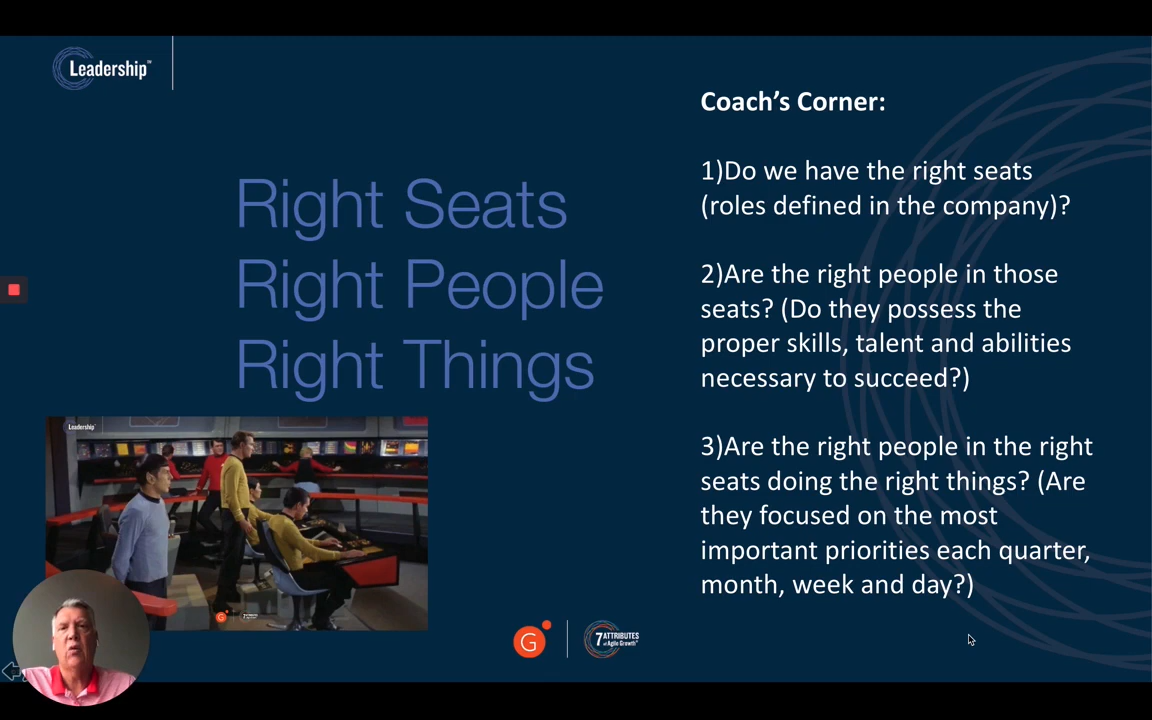 Leadership™
Coach's Corner:
1)Do we have the right seats
(roles defined in the company)?
2)Are the right people in those
seats? (Do they possess the
proper skills, talent and abilities
necessary to succeed?)
3)Are the right people in the right
seats doing the right things? (Are
they focused on the most
important priorities each quarter,
month, week and day?)
Right Seats
Right People
Right Things
Leadership
G
7 ATTRIBUTES
of Agile Growth
G